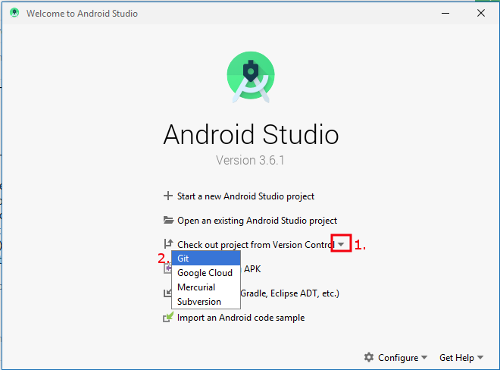 Welcome to Android Studio
Android Studio
Version 3.6.1
Start a new Android Studio project
Open an existing Android Studio project
Check out project from Version Control
1.
2.
Git
Google Cloud
Mercurial
Subversion
APK
Gradle, Eclipse ADT, etc.)
Import an Android code sample
Configure
Get Help